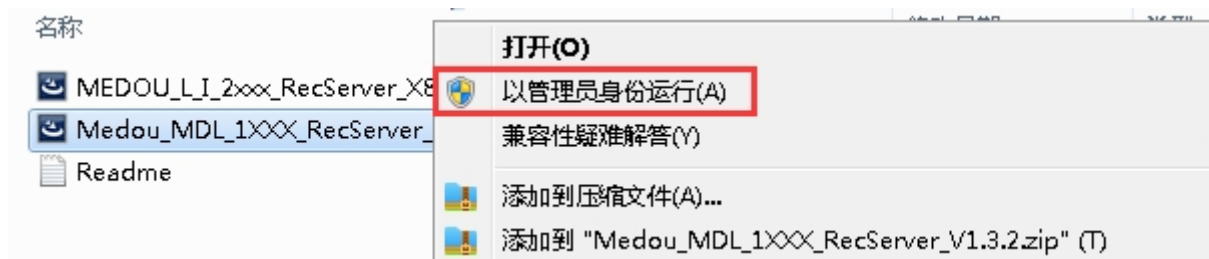 名称
打开(O)
MEDOU_L_I_2xxx_RecServer_X8
以管理员身份运行(A)
Medou_MDL_1XXX_RecServer_
兼容性疑难解答(Y)
Readme
添加到压缩文件(A)...
添加到 "Medou_MDL_1XXX_RecServer_V1.3.2.zip" (T)